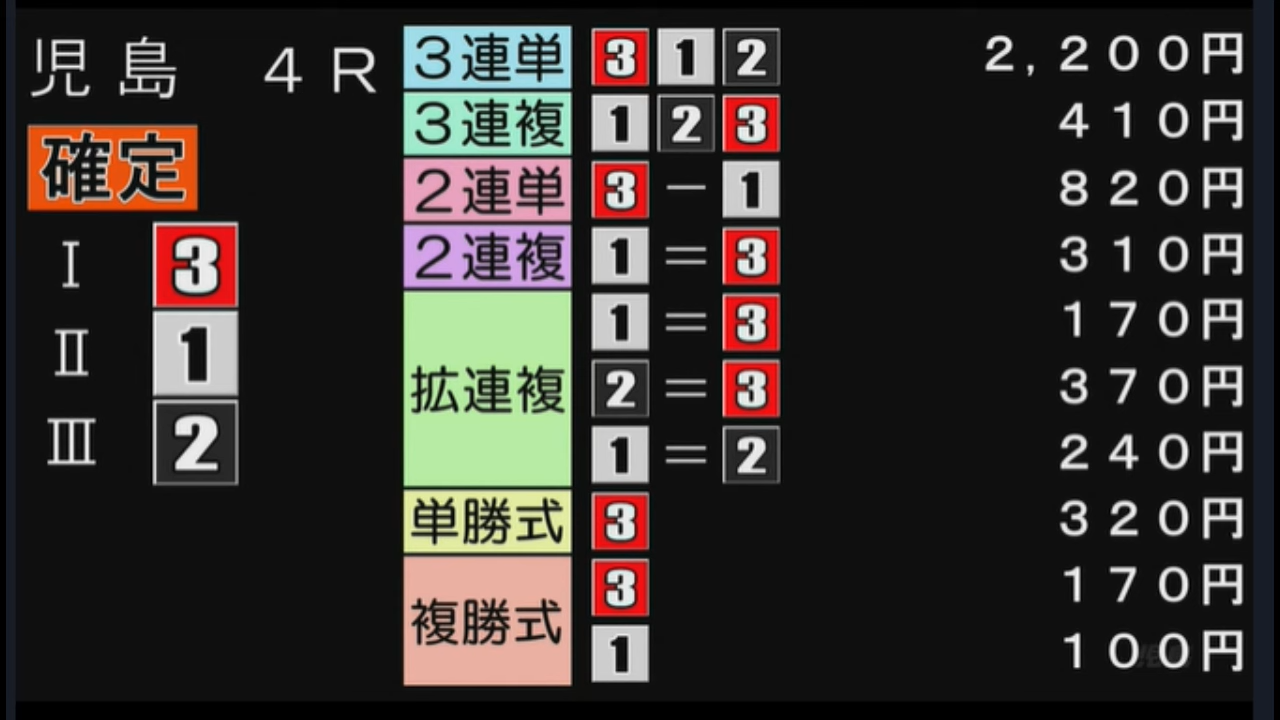 児島 4R
確定
Ⅰ 3
Ⅱ 1
Ⅲ 2
3連単 3 1 2 2,200円
3連複 1 2 3 410円
2連単 3 － 1 820円
2連複 1 ＝ 3 310円
拡連複 1 ＝ 3 170円
2 ＝ 3 370円
1 ＝ 2 240円
単勝式 3 320円
複勝式 3 170円
1 100円